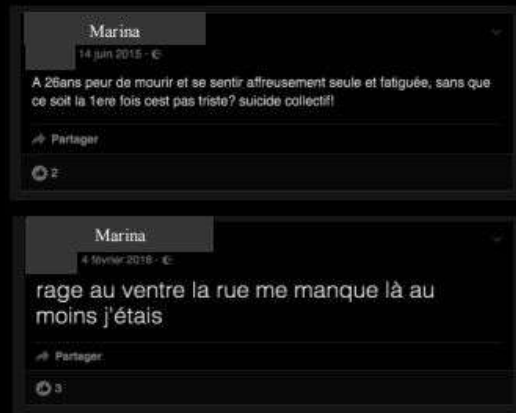 Marina
14 juin 2015
A 26ans peur de mourir et se sentir affreusement seule et fatiguée, sans que
ce soit la 1ere fois cest pas triste? suicide collectif!
Partager
2
Marina
4 février 2018
rage au ventre la rue me manque là au
moins j'étais
Partager
3